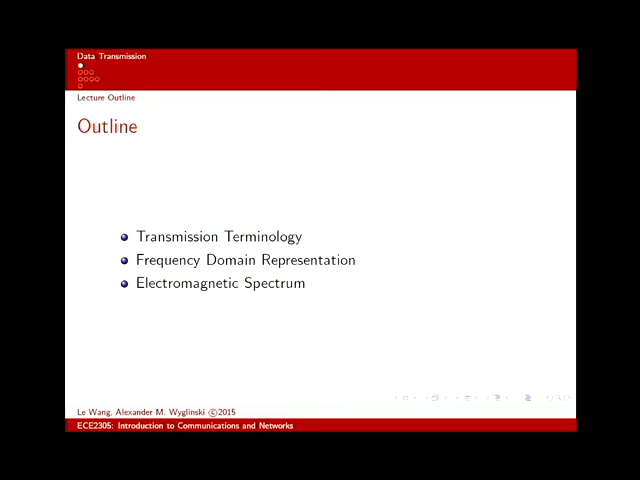 Data Transmission
Lecture Outline
Outline
Transmission Terminology
Frequency Domain Representation
Electromagnetic Spectrum
Le Wang, Alexander M. Wyglinski ©2015
ECE2305: Introduction to Communications and Networks